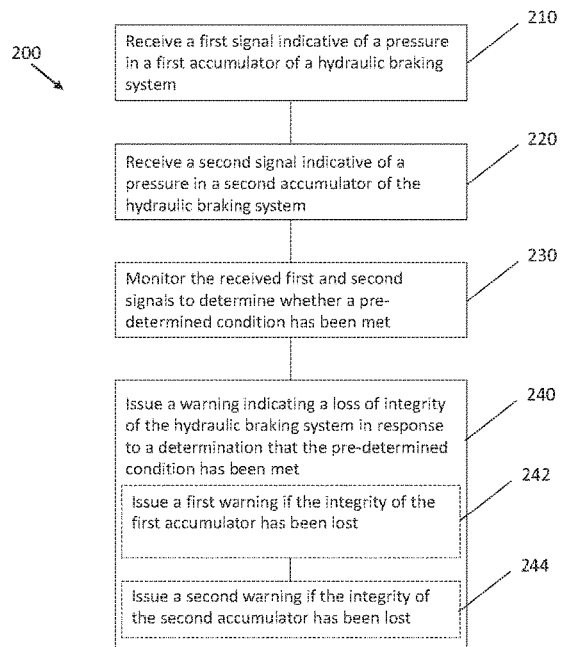 200
210
Receive a first signal indicative of a pressure
in a first accumulator of a hydraulic braking
system
220
Receive a second signal indicative of a
pressure in a second accumulator of the
hydraulic braking system
230
Monitor the received first and second
signals to determine whether a pre-
determined condition has been met
240
Issue a warning indicating a loss of integrity
of the hydraulic braking system in response
to a determination that the pre-determined
condition has been met
242
Issue a first warning if the integrity of the
first accumulator has been lost
244
Issue a second warning if the integrity of
the second accumulator has been lost